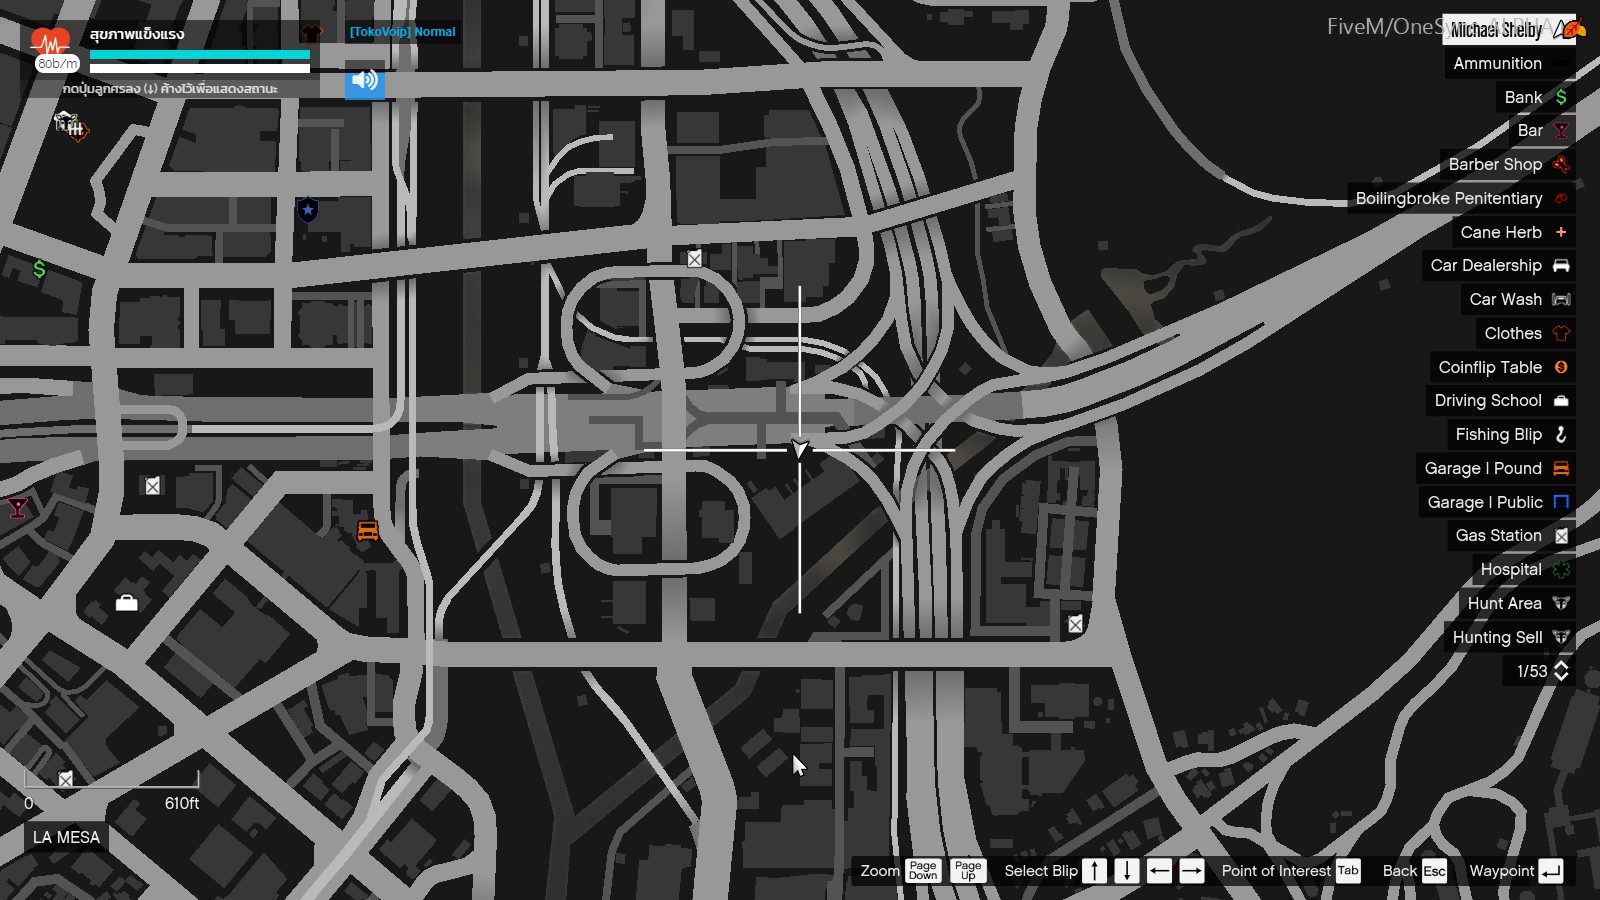 สุขภาพแข็งแรง
80b/m
กดปุ่มลูกศรลง (↓) ค้างไว้เพื่อแสดงสถานะ
[TokoVoip] Normal
FiveM/OneSync ALPHA
Michael Shelby
Ammunition
Bank
Bar
Barber Shop
Boilingbroke Penitentiary
Cane Herb
Car Dealership
Car Wash
Clothes
Coinflip Table
Driving School
Fishing Blip
Garage | Pound
Garage | Public
Gas Station
Hospital
Hunt Area
Hunting Sell
1/53
0 610ft
LA MESA
Zoom Page Down Page Up Select Blip ↑ ↓ ← → Point of Interest Tab Back Esc Waypoint